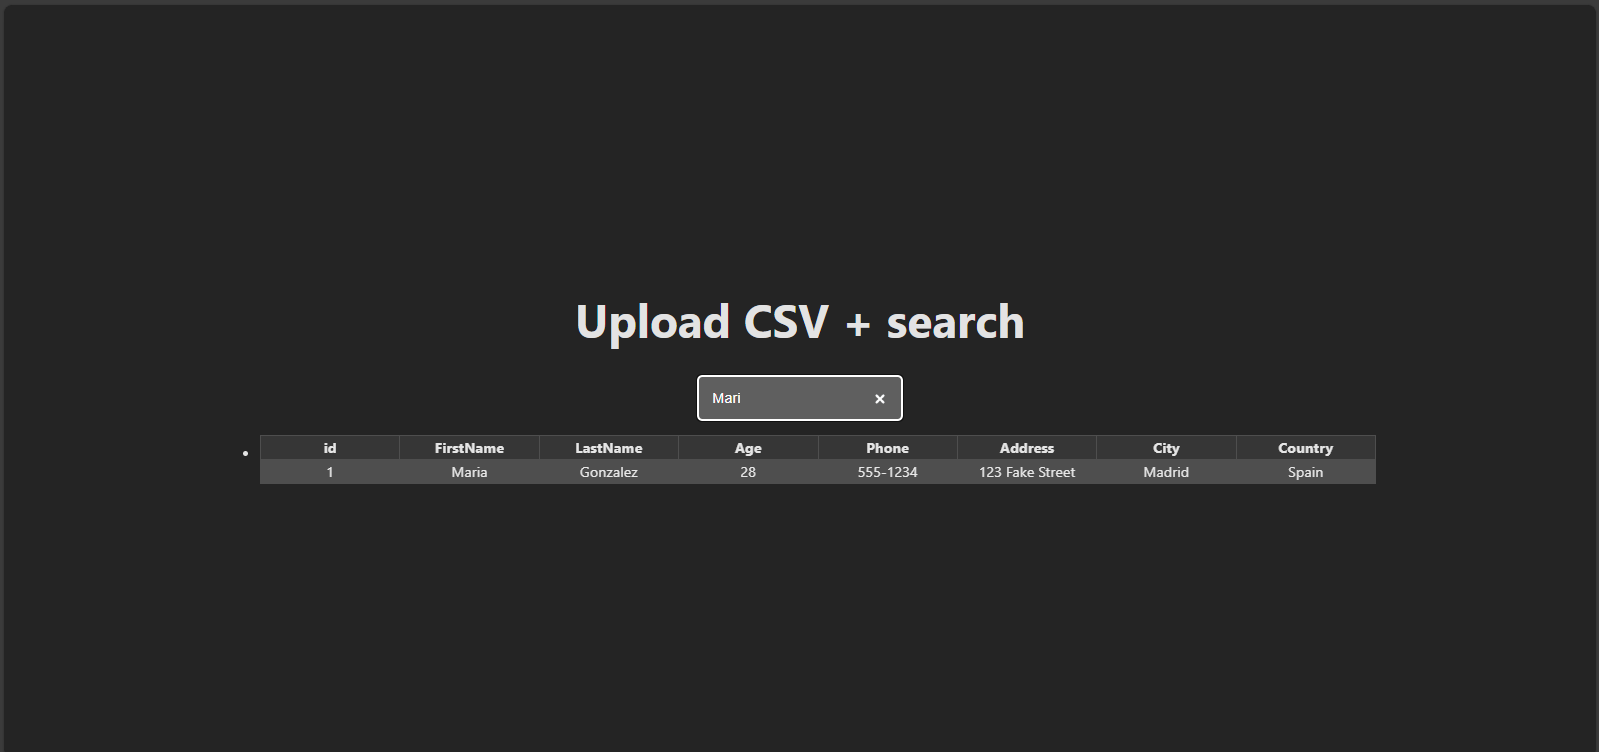 Upload CSV + search
Mari ×
• id FirstName LastName Age Phone Address City Country
1 Maria Gonzalez 28 555-1234 123 Fake Street Madrid Spain